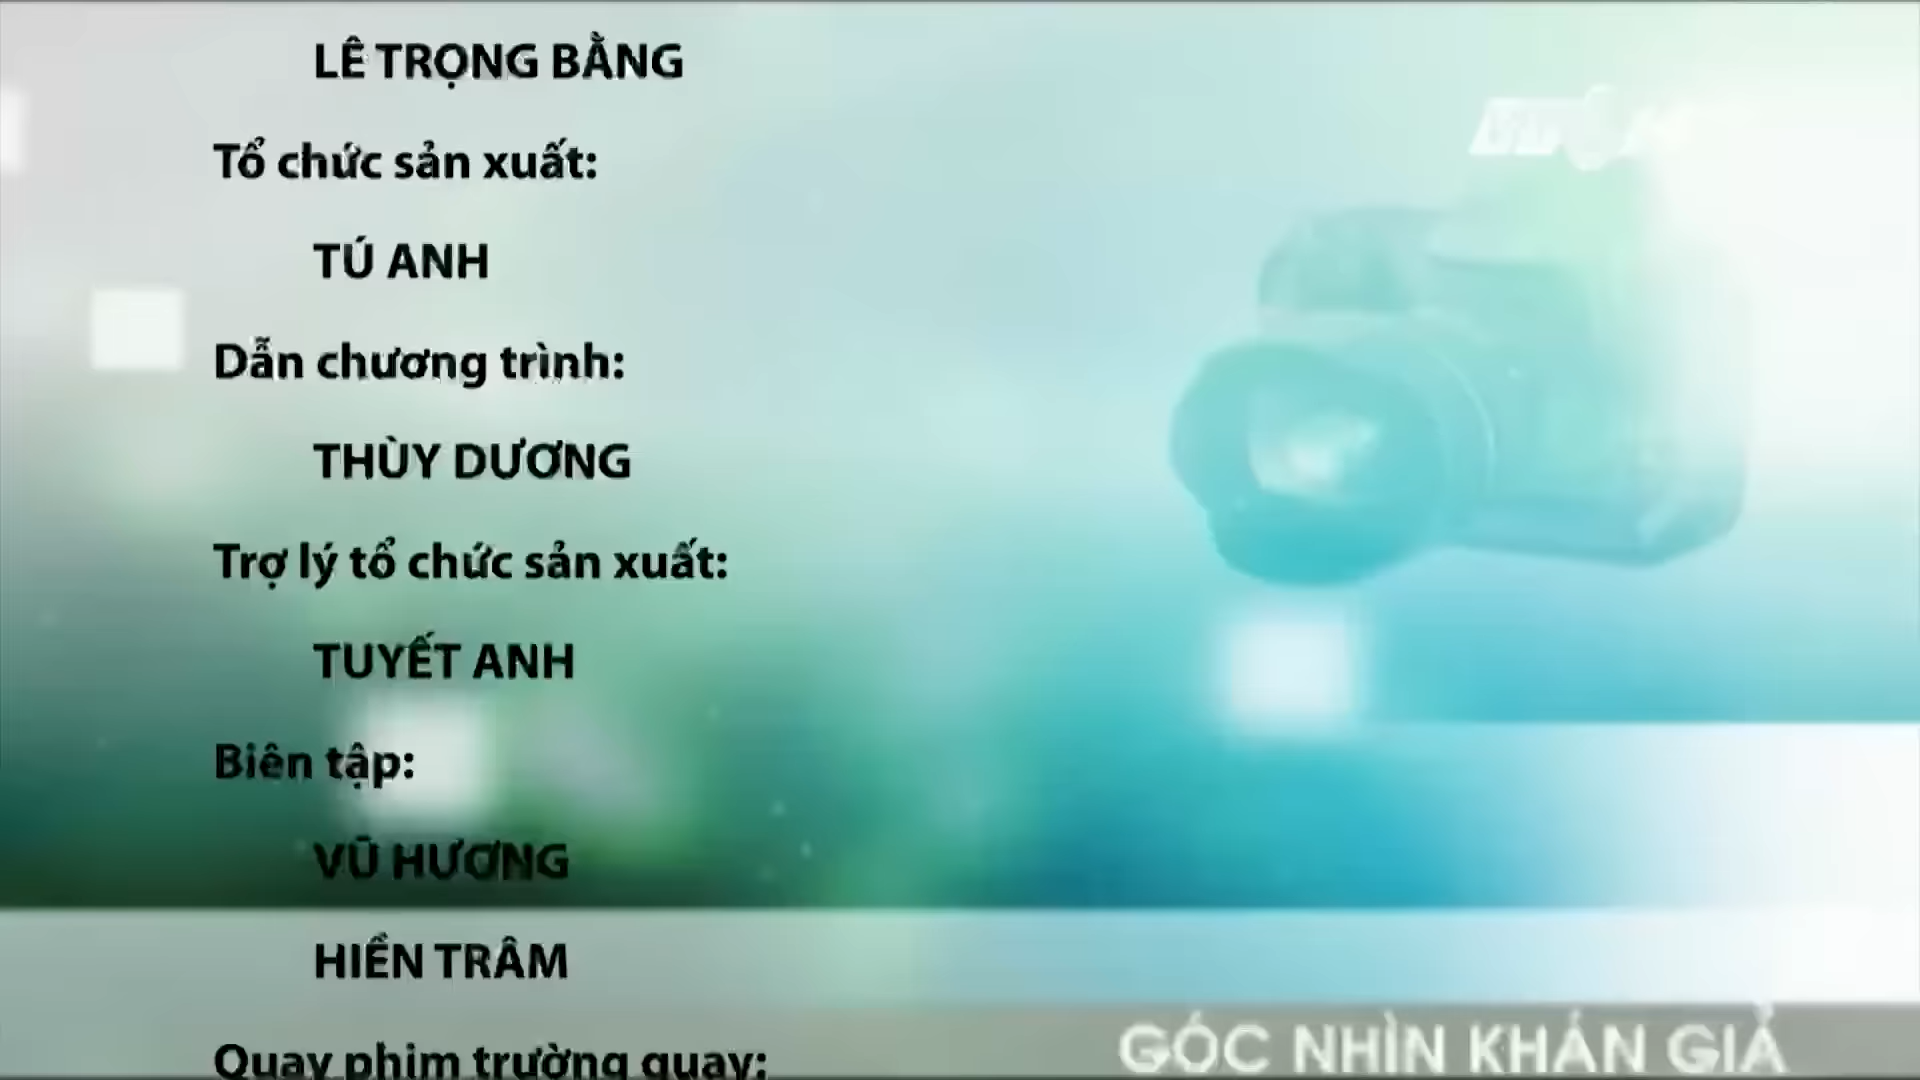 LÊ TRỌNG BẰNG
Tổ chức sản xuất:
TÚ ANH
Dẫn chương trình:
THÙY DƯƠNG
Trợ lý tổ chức sản xuất:
TUYẾT ANH
Biên tập:
VŨ HƯƠNG
HIỀN TRÂM
Quay phim trường quay:
GÓC NHÌN KHÁN GIẢ